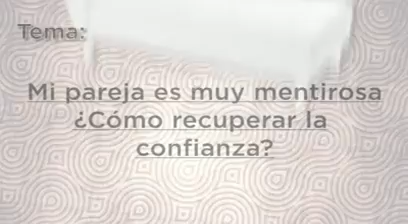 Tema:
Mi pareja es muy mentirosa
¿Cómo recuperar la
confianza?